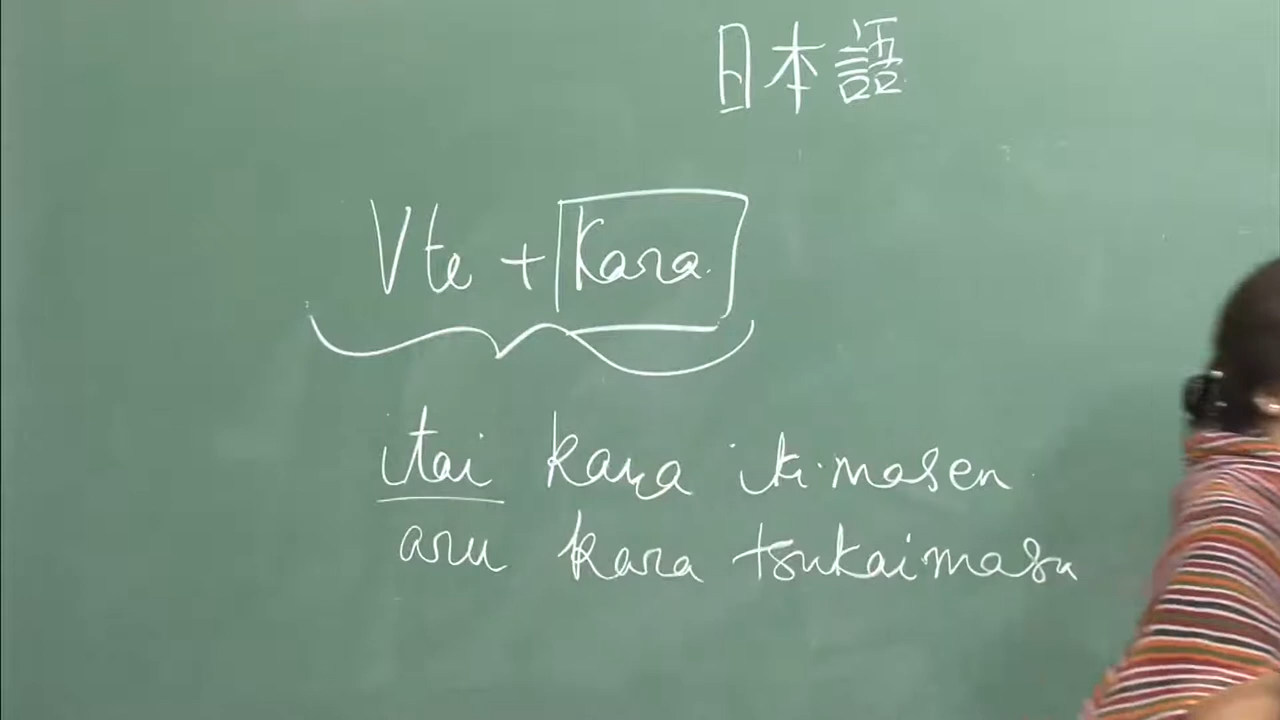 日本語
Vte + Kara
itai kara ikimasen
aru kara tsukaimasu